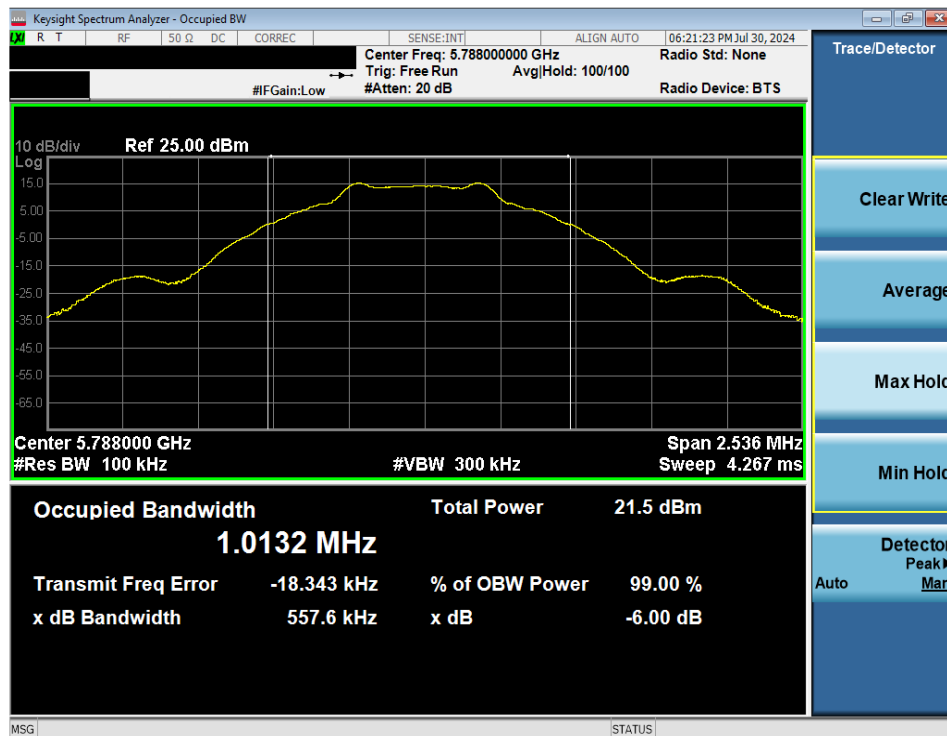 Keysight Spectrum Analyzer - Occupied BW
LXI R T RF 50 Ω DC CORREC SENSE:INT ALIGN AUTO 06:21:23 PM Jul 30, 2024
Center Freq: 5.788000000 GHz Radio Std: None
Trig: Free Run Avg|Hold: 100/100
#IFGain:Low #Atten: 20 dB Radio Device: BTS
10 dB/div Ref 25.00 dBm
Log
15.0
5.00
-5.00
-15.0
-25.0
-35.0
-45.0
-55.0
-65.0
Center 5.788000 GHz Span 2.536 MHz
#Res BW 100 kHz #VBW 300 kHz Sweep 4.267 ms
Occupied Bandwidth Total Power 21.5 dBm
1.0132 MHz
Transmit Freq Error -18.343 kHz % of OBW Power 99.00 %
x dB Bandwidth 557.6 kHz x dB -6.00 dB
MSG STATUS
Trace/Detector
Clear Write
Average
Max Hold
Min Hold
Detector
Peak▶
Auto Man